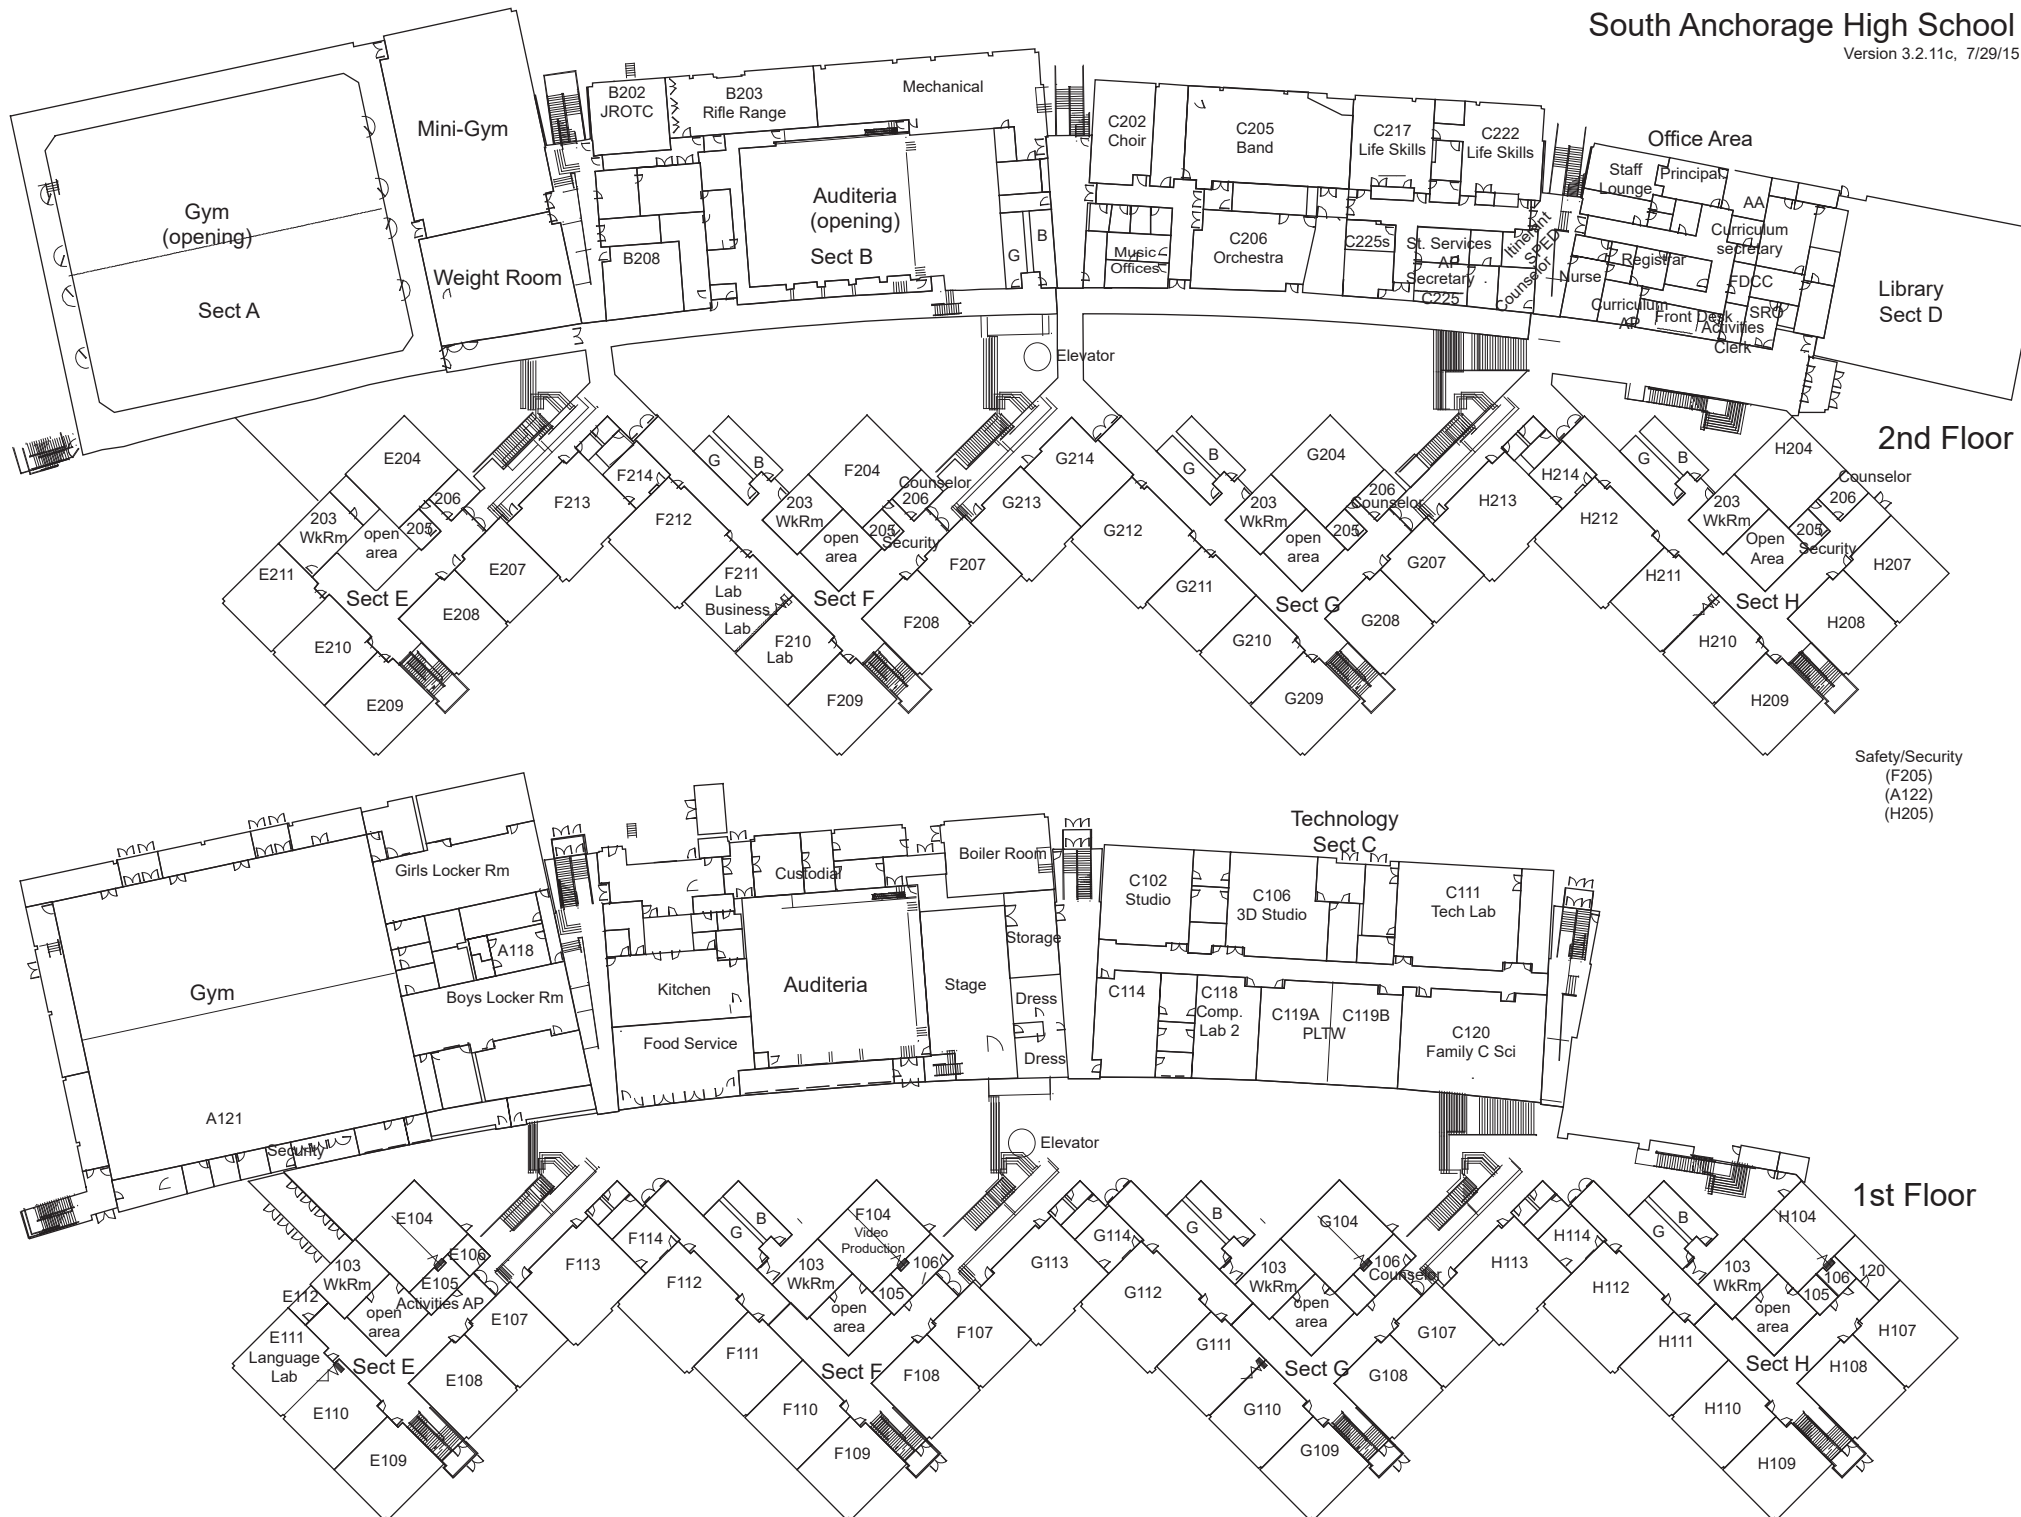 South Anchorage High School
Version 3.2.11c, 7/29/15
B202
JROTC
B203
Rifle Range
Mechanical
Mini-Gym
C202
Choir
C205
Band
C217
Life Skills
C222
Life Skills
Office Area
Staff
Lounge
Principal
AA
Gym
(opening)
Auditeria
(opening)
Sect B
G
B
Music
Offices
C206
Orchestra
C225s
St. Services
AP
Secretary
C225
Itinerant
SPED
Counselor
Curriculum
secretary
Registrar
Nurse
FDCC
Curriculum
AP
Front Desk
SRO
Activities
Clerk
B208
Weight Room
Sect A
Library
Sect D
Elevator
2nd Floor
E204
206
205
203
WkRm
open
area
E211
Sect E
E207
E208
E210
E209
F213
F214
G
B
F204
Counselor
206
205
Security
203
WkRm
open
area
F212
F211
Lab
Business
Lab
F210
Lab
F209
Sect F
F207
F208
G213
G214
G
B
G204
206
Counselor
205
203
WkRm
open
area
G212
G211
G210
G209
Sect G
G207
G208
H213
H214
G
B
H204
Counselor
206
205
Security
203
WkRm
Open
Area
H212
H211
H210
H209
Sect H
H207
H208
Safety/Security
(F205)
(A122)
(H205)
Technology
Sect C
Girls Locker Rm
A118
Boys Locker Rm
Gym
A121
Security
Custodial
Boiler Room
Kitchen
Food Service
Auditeria
Stage
Storage
Dress
Dress
C102
Studio
C106
3D Studio
C111
Tech Lab
C114
C118
Comp.
Lab 2
C119A
C119B
PLTW
C120
Family C Sci
Elevator
1st Floor
E104
E106
E105
Activities AP
103
WkRm
open
area
E112
E111
Language
Lab
E110
E109
Sect E
E107
E108
F113
F114
G
B
F104
Video
Production
106
105
103
WkRm
open
area
F112
F111
F110
F109
Sect F
F107
F108
G113
G114
G
B
G104
106
Counselor
103
WkRm
open
area
G112
G111
G110
G109
Sect G
G107
G108
H113
H114
G
B
H104
120
106
105
103
WkRm
open
area
H112
H111
H110
H109
Sect H
H107
H108